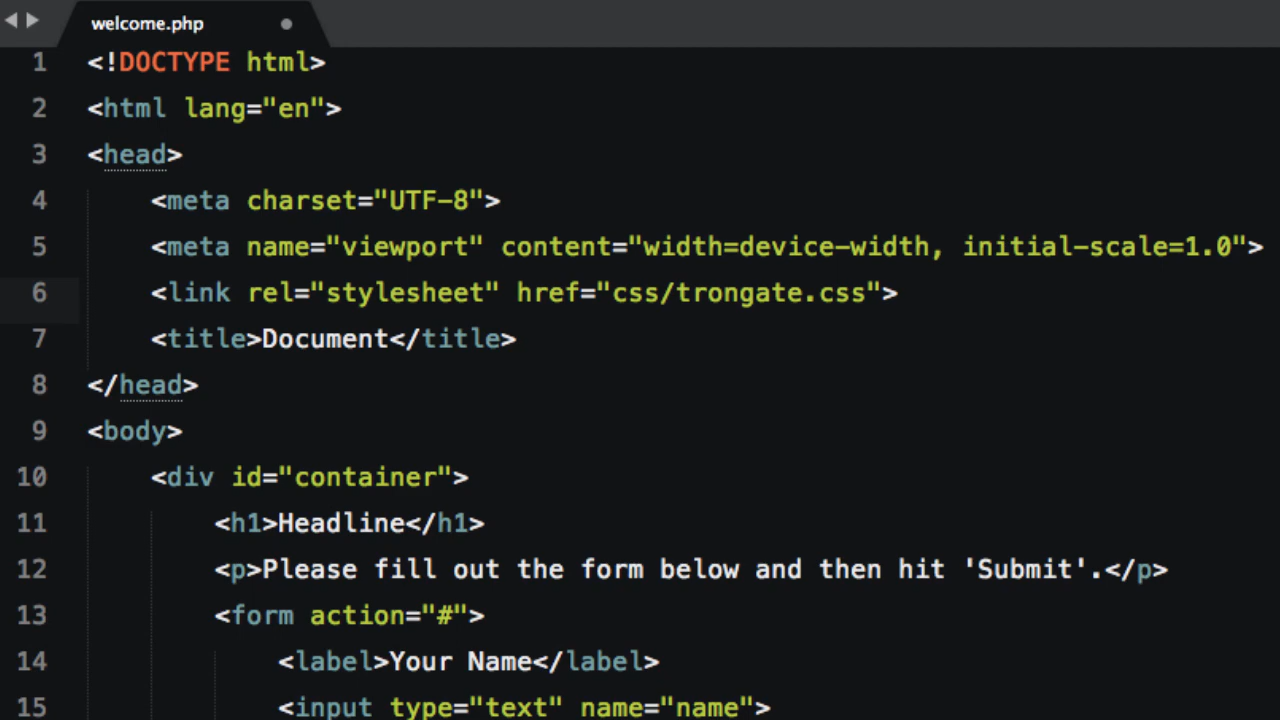 welcome.php
1 <!DOCTYPE html>
2 <html lang="en">
3 <head>
4     <meta charset="UTF-8">
5     <meta name="viewport" content="width=device-width, initial-scale=1.0">
6     <link rel="stylesheet" href="css/trongate.css">
7     <title>Document</title>
8 </head>
9 <body>
10     <div id="container">
11         <h1>Headline</h1>
12         <p>Please fill out the form below and then hit 'Submit'.</p>
13         <form action="#">
14             <label>Your Name</label>
15             <input type="text" name="name">